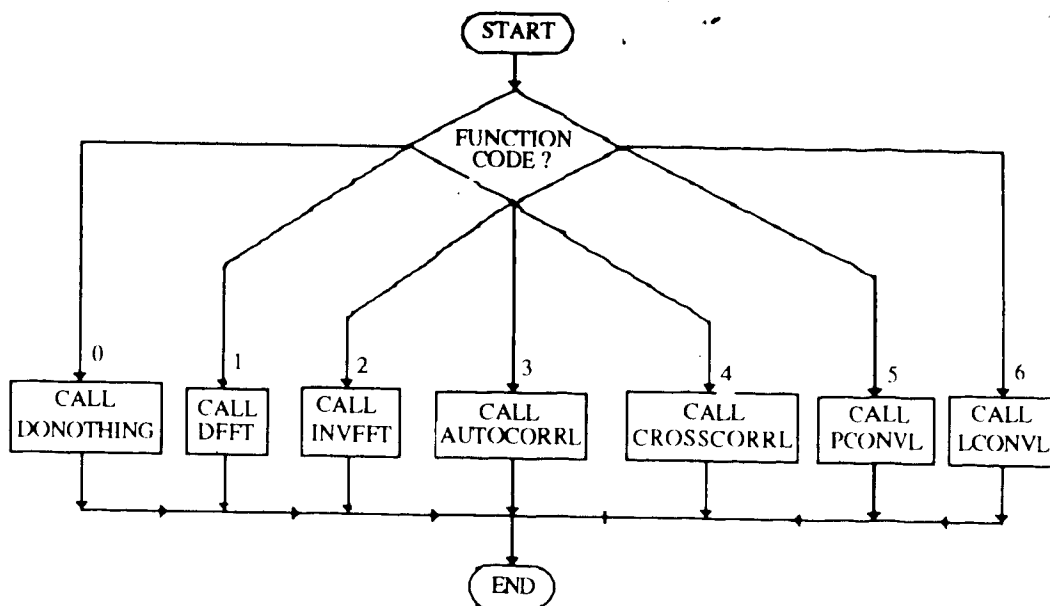 START
FUNCTION
CODE ?
0
1
2
3
4
5
6
CALL
DONOTHING
CALL
DFFT
CALL
INVFFT
CALL
AUTOCORRL
CALL
CROSSCORRL
CALL
PCONVL
CALL
LCONVL
END